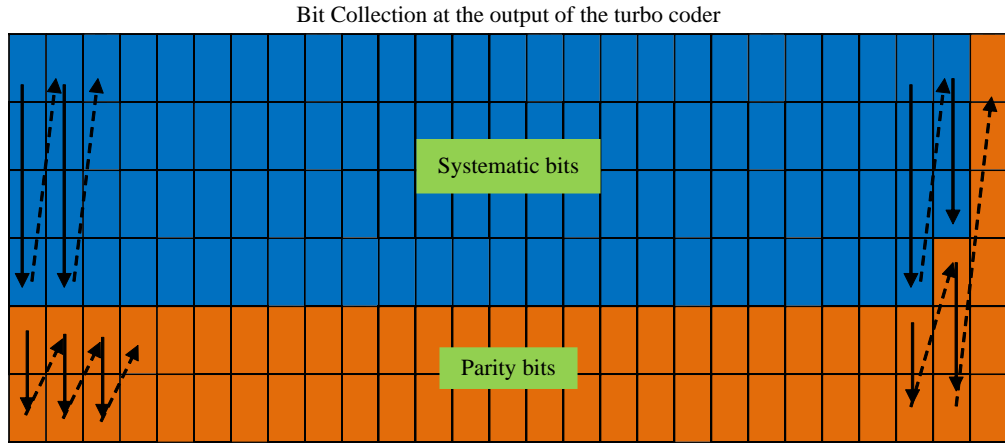 Bit Collection at the output of the turbo coder
Systematic bits
Parity bits